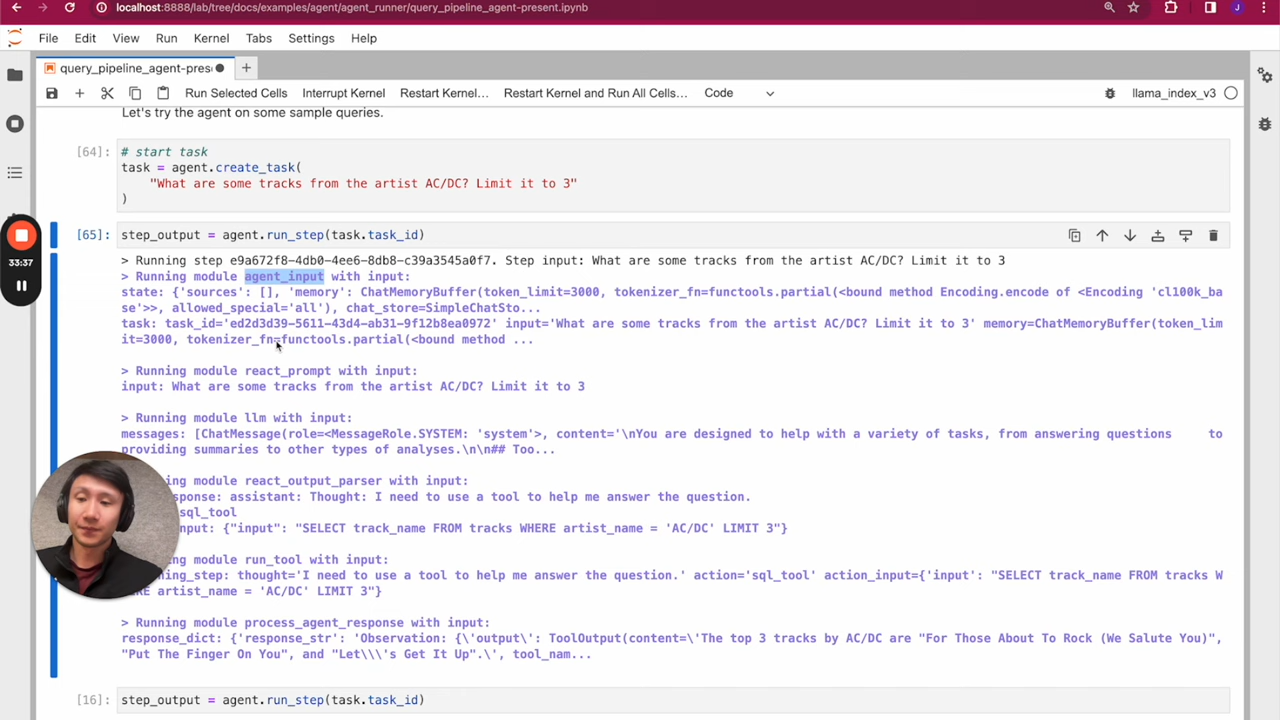 localhost:8888/lab/tree/docs/examples/agent/agent_runner/query_pipeline_agent-present.ipynb
J
File Edit View Run Kernel Tabs Settings Help
query_pipeline_agent-prese
Run Selected Cells Interrupt Kernel Restart Kernel… Restart Kernel and Run All Cells… Code llama_index_v3
Let's try the agent on some sample queries.
[64]: # start task
task = agent.create_task(
"What are some tracks from the artist AC/DC? Limit it to 3"
)
[65]: step_output = agent.run_step(task.task_id)
> Running step e9a672f8-4db0-4ee6-8db8-c39a3545a0f7. Step input: What are some tracks from the artist AC/DC? Limit it to 3
> Running module agent_input with input:
state: {'sources': [], 'memory': ChatMemoryBuffer(token_limit=3000, tokenizer_fn=functools.partial(<bound method Encoding.encode of <Encoding 'cl100k_ba
se'>>, allowed_special='all'), chat_store=SimpleChatSto...
task: task_id='ed2d3d39-5611-43d4-ab31-9f12b8ea0972' input='What are some tracks from the artist AC/DC? Limit it to 3' memory=ChatMemoryBuffer(token_lim
it=3000, tokenizer_fn=functools.partial(<bound method ...
> Running module react_prompt with input:
input: What are some tracks from the artist AC/DC? Limit it to 3
> Running module llm with input:
messages: [ChatMessage(role=<MessageRole.SYSTEM: 'system'>, content='\nYou are designed to help with a variety of tasks, from answering questions to
providing summaries to other types of analyses.\n\n## Too...
ing module react_output_parser with input:
sponse: assistant: Thought: I need to use a tool to help me answer the question.
sql_tool
nput: {"input": "SELECT track_name FROM tracks WHERE artist_name = 'AC/DC' LIMIT 3"}
ng module run_tool with input:
ning_step: thought='I need to use a tool to help me answer the question.' action='sql_tool' action_input={'input': "SELECT track_name FROM tracks W
RE artist_name = 'AC/DC' LIMIT 3"}
> Running module process_agent_response with input:
response_dict: {'response_str': 'Observation: {\'output\': ToolOutput(content=\'The top 3 tracks by AC/DC are "For Those About To Rock (We Salute You)",
"Put The Finger On You", and "Let\\\'s Get It Up".\', tool_nam...
[16]: step_output = agent.run_step(task.task_id)
33:37